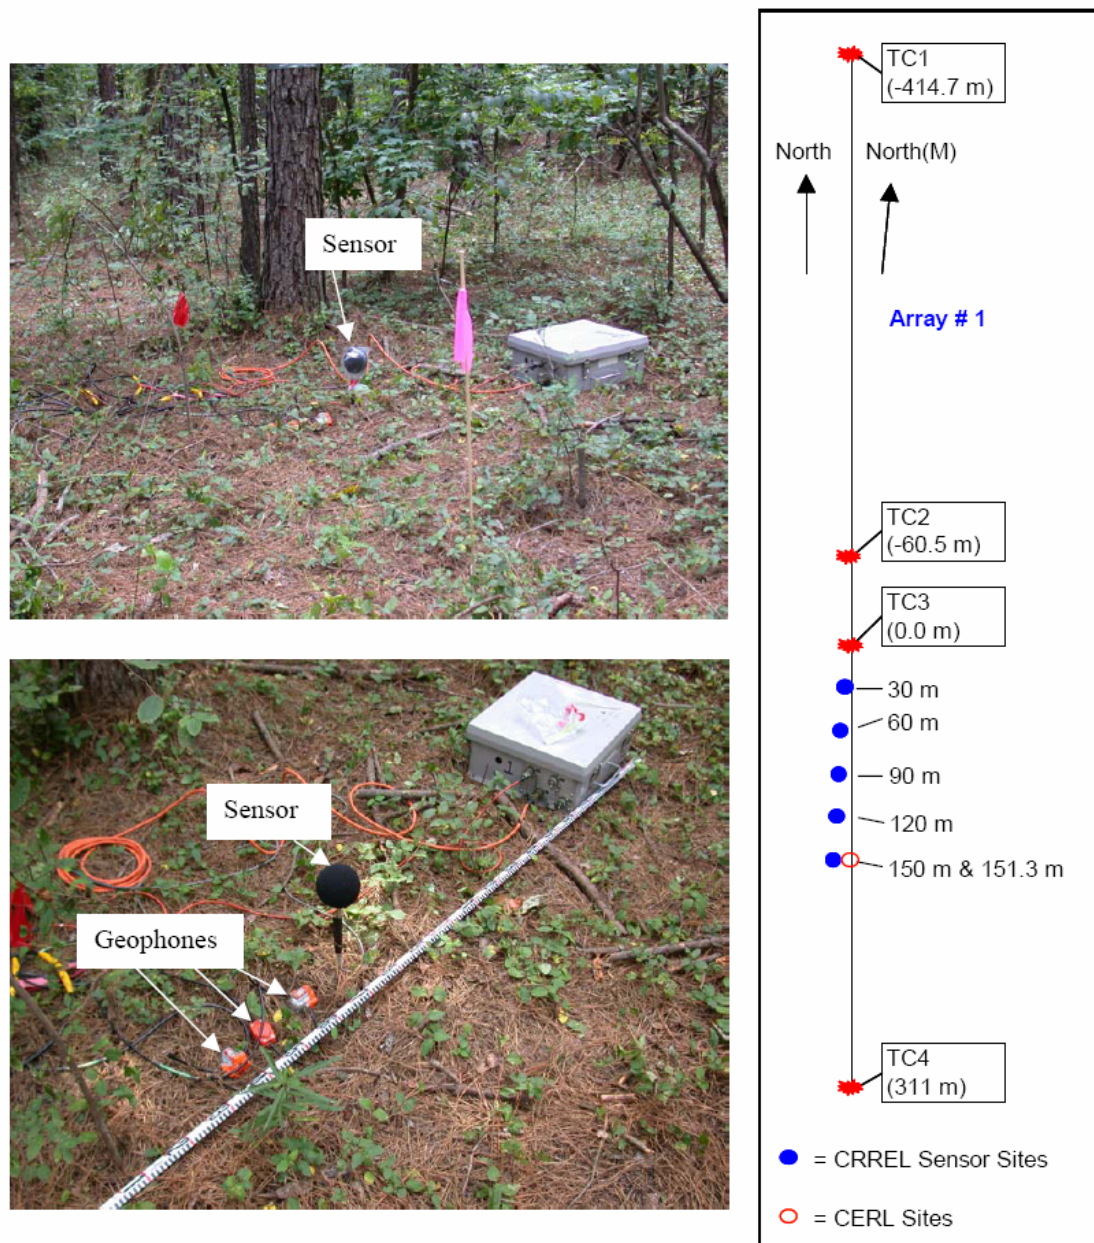 Sensor
Sensor
Geophones
TC1
(-414.7 m)
North
North(M)
Array # 1
TC2
(-60.5 m)
TC3
(0.0 m)
30 m
60 m
90 m
120 m
150 m & 151.3 m
TC4
(311 m)
= CRREL Sensor Sites
= CERL Sites